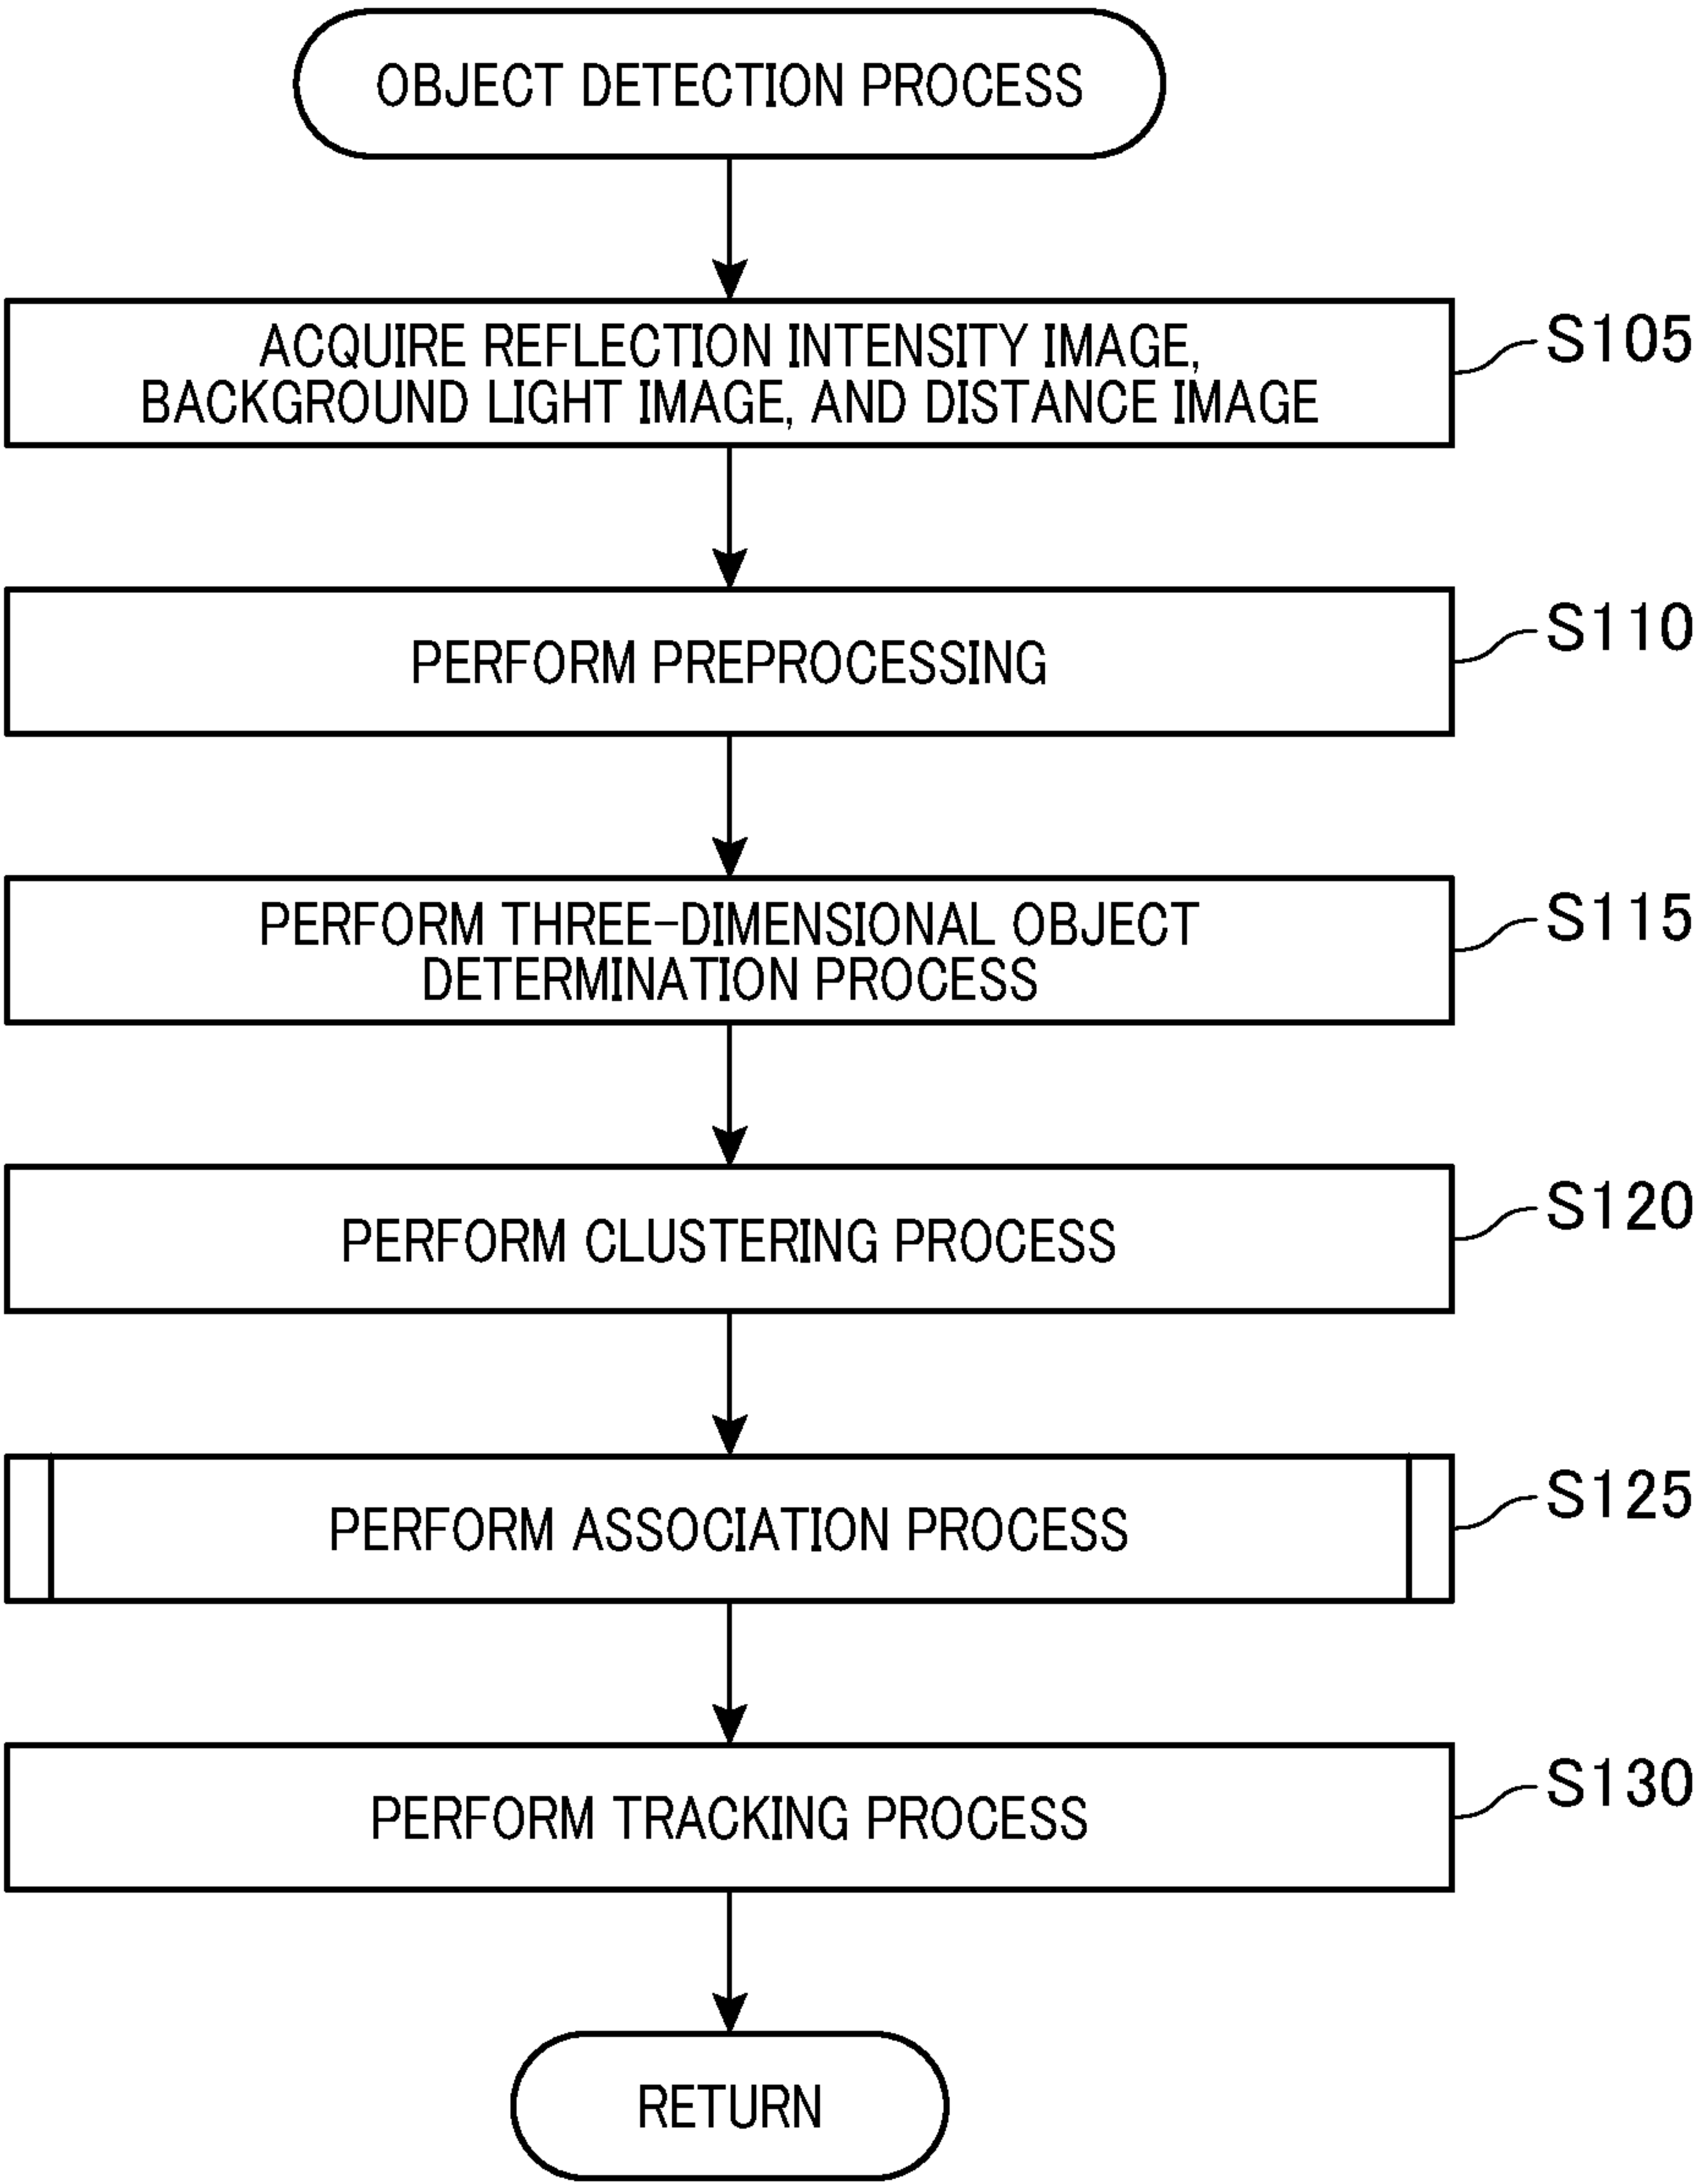 OBJECT DETECTION PROCESS
ACQUIRE REFLECTION INTENSITY IMAGE,
BACKGROUND LIGHT IMAGE, AND DISTANCE IMAGE
S105
PERFORM PREPROCESSING
S110
PERFORM THREE-DIMENSIONAL OBJECT
DETERMINATION PROCESS
S115
PERFORM CLUSTERING PROCESS
S120
PERFORM ASSOCIATION PROCESS
S125
PERFORM TRACKING PROCESS
S130
RETURN